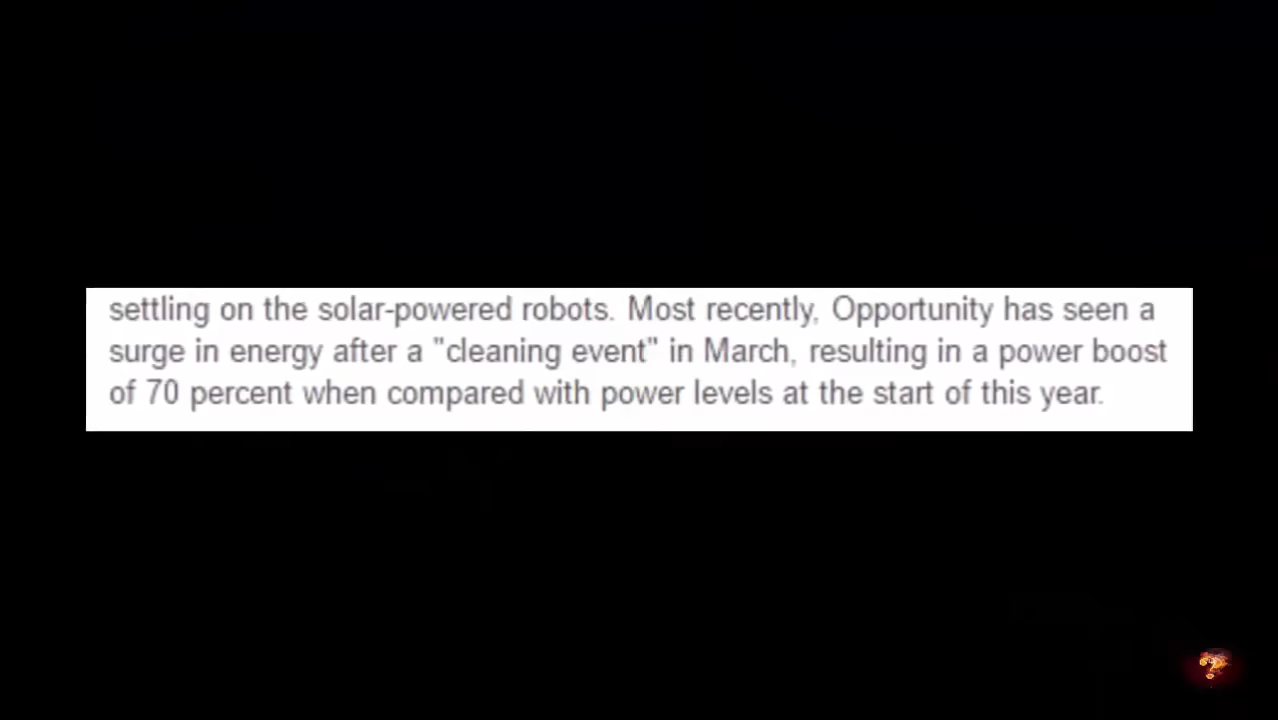 settling on the solar-powered robots. Most recently, Opportunity has seen a
surge in energy after a "cleaning event" in March, resulting in a power boost
of 70 percent when compared with power levels at the start of this year.
?